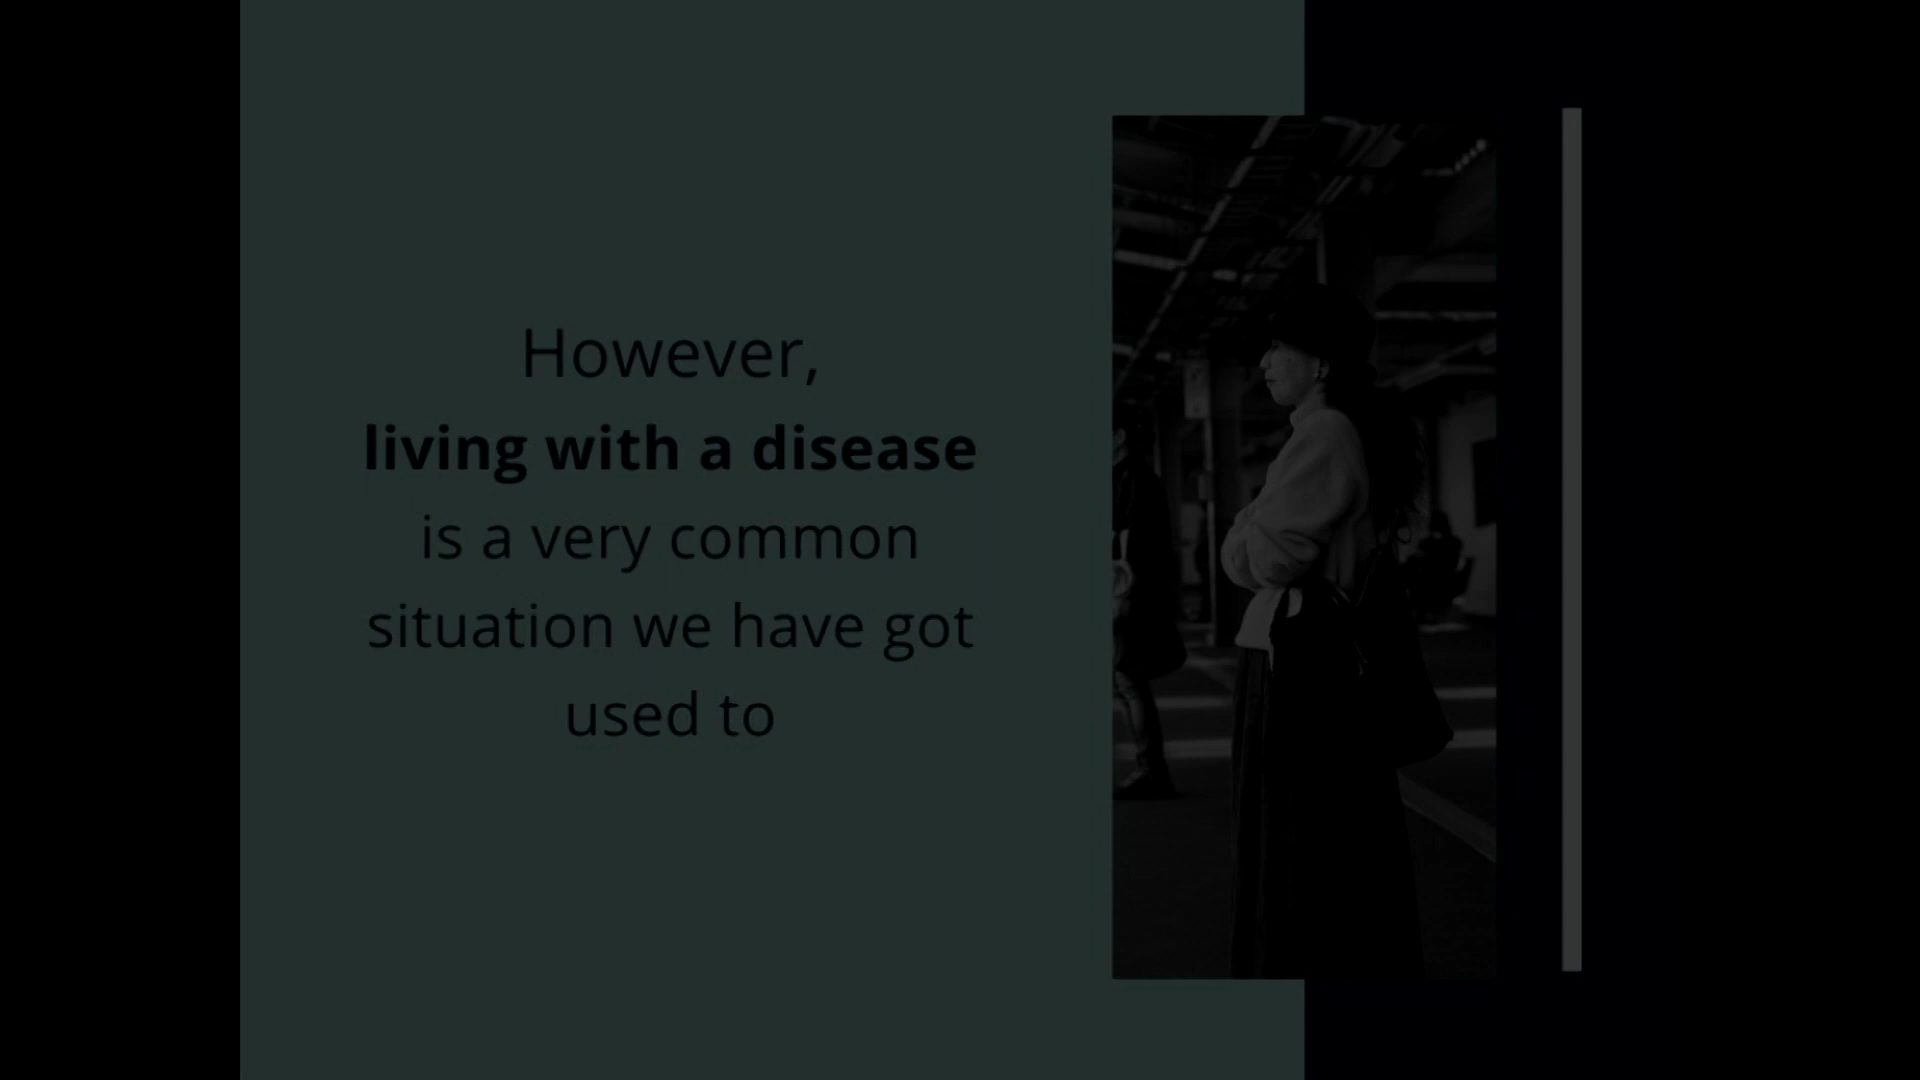 However,
living with a disease
is a very common
situation we have got
used to